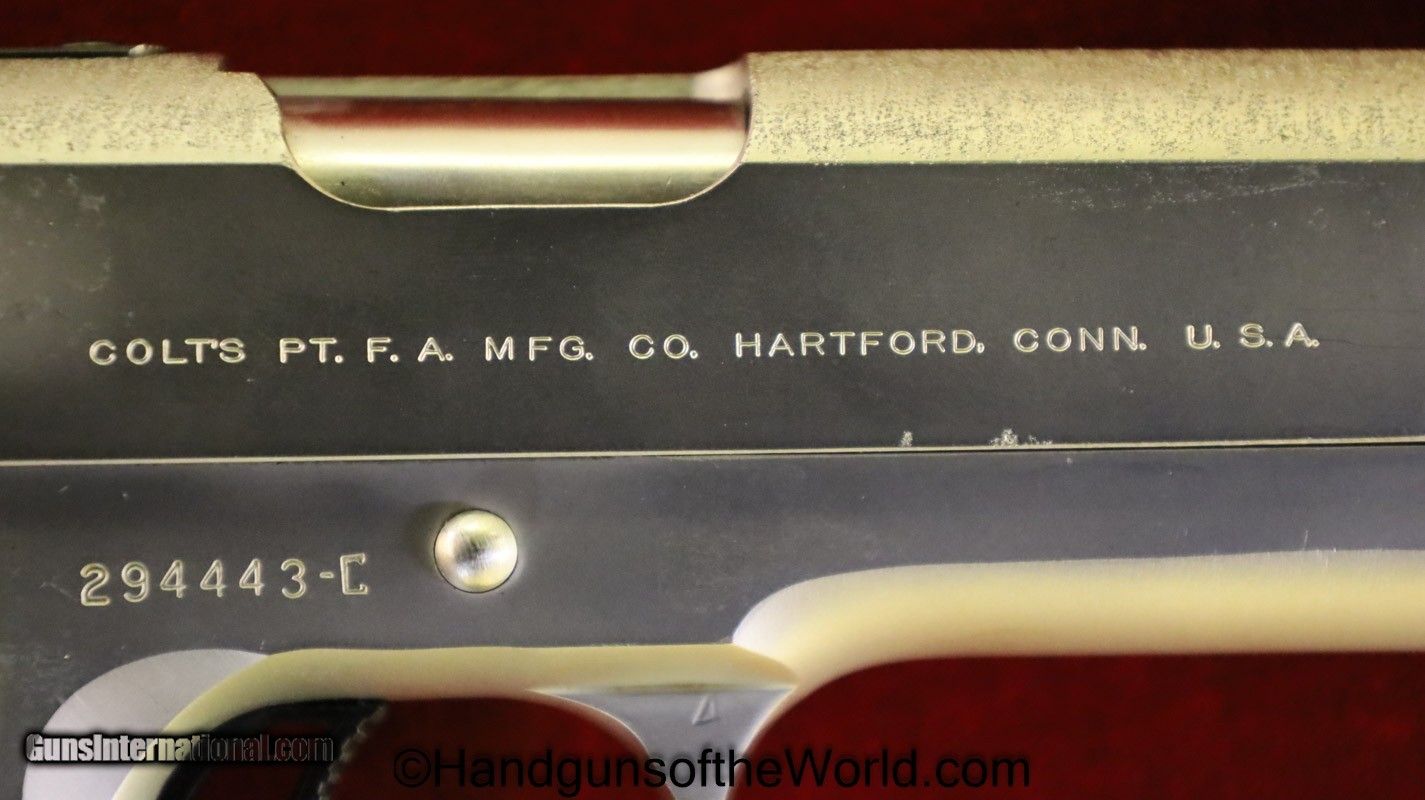 COLT'S PT. F. A. MFG. CO. HARTFORD. CONN. U. S. A.
294443-C
GunsInternational.com
©HandgunsoftheWorld.com